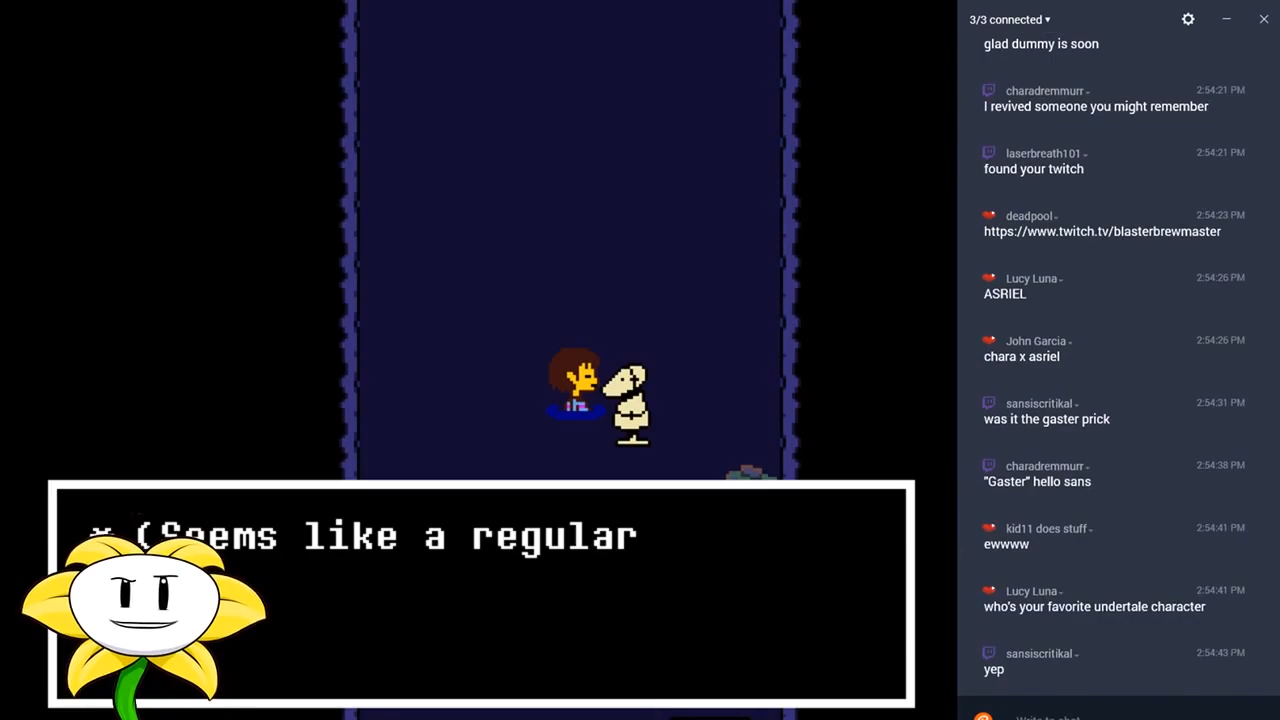 3/3 connected ▾
glad dummy is soon
charadremmurr
2:54:21 PM
I revived someone you might remember
laserbreath101
2:54:21 PM
found your twitch
deadpool
2:54:23 PM
https://www.twitch.tv/blasterbrewmaster
Lucy Luna
2:54:26 PM
ASRIEL
John Garcia
2:54:26 PM
chara x asriel
sansiscritikal
2:54:31 PM
was it the gaster prick
charadremmurr
2:54:38 PM
"Gaster" hello sans
kid11 does stuff
2:54:41 PM
ewwww
Lucy Luna
2:54:41 PM
who's your favorite undertale character
sansiscritikal
2:54:43 PM
yep
* (Seems like a regular